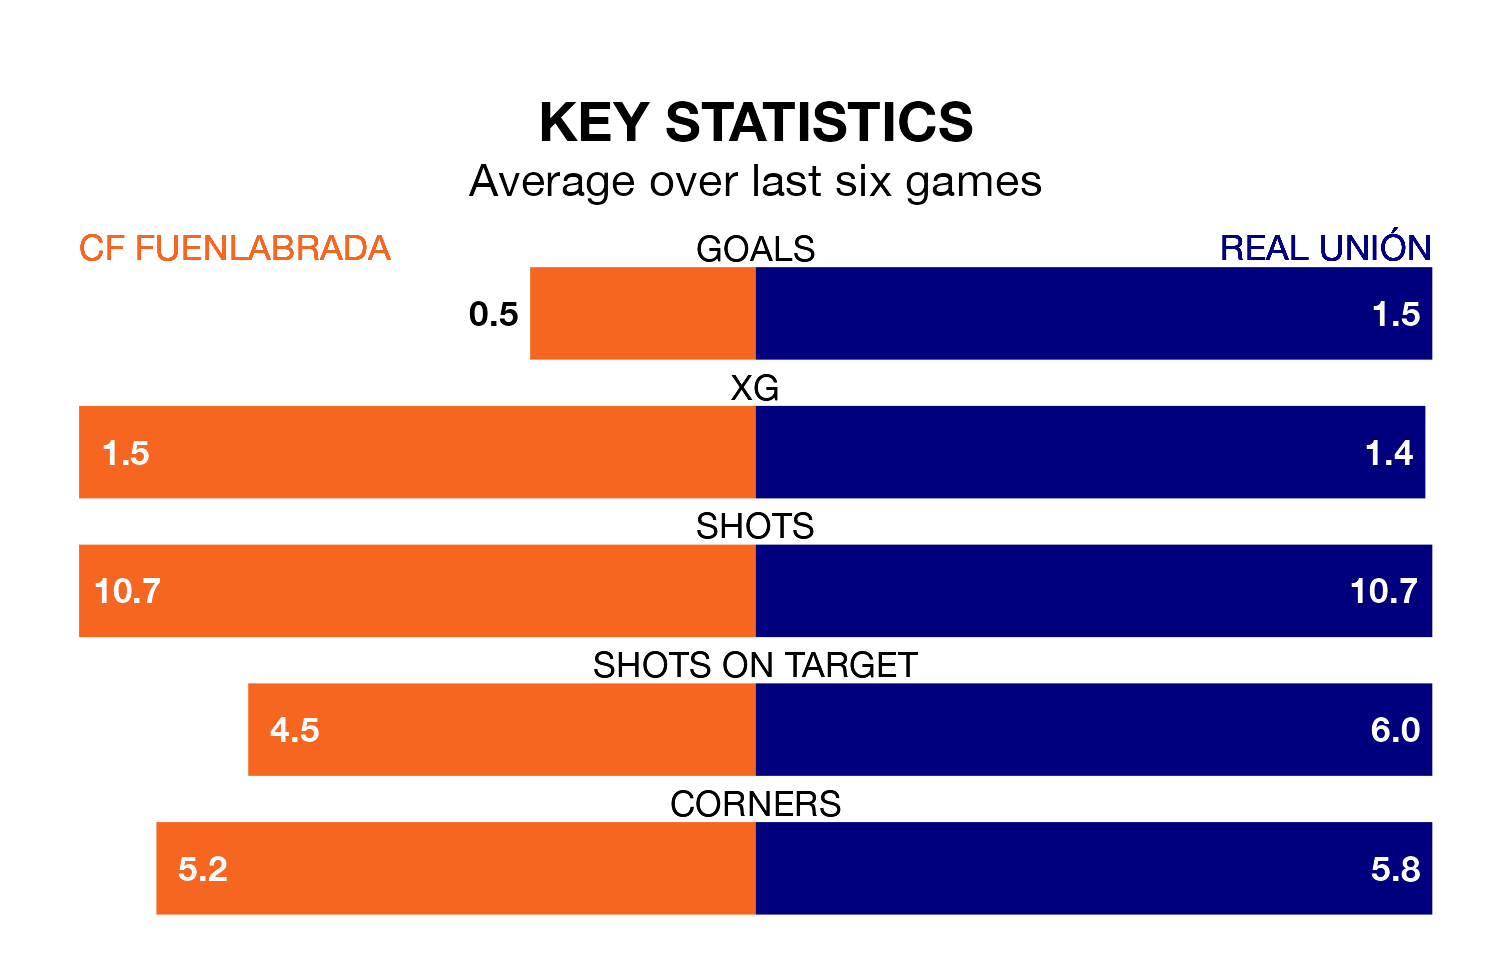 KEY STATISTICS
Average over last six games
CF FUENLABRADA GOALS REAL UNIÓN
0.5 1.5
XG
1.5 1.4
SHOTS
10.7 10.7
SHOTS ON TARGET
4.5 6.0
CORNERS
5.2 5.8